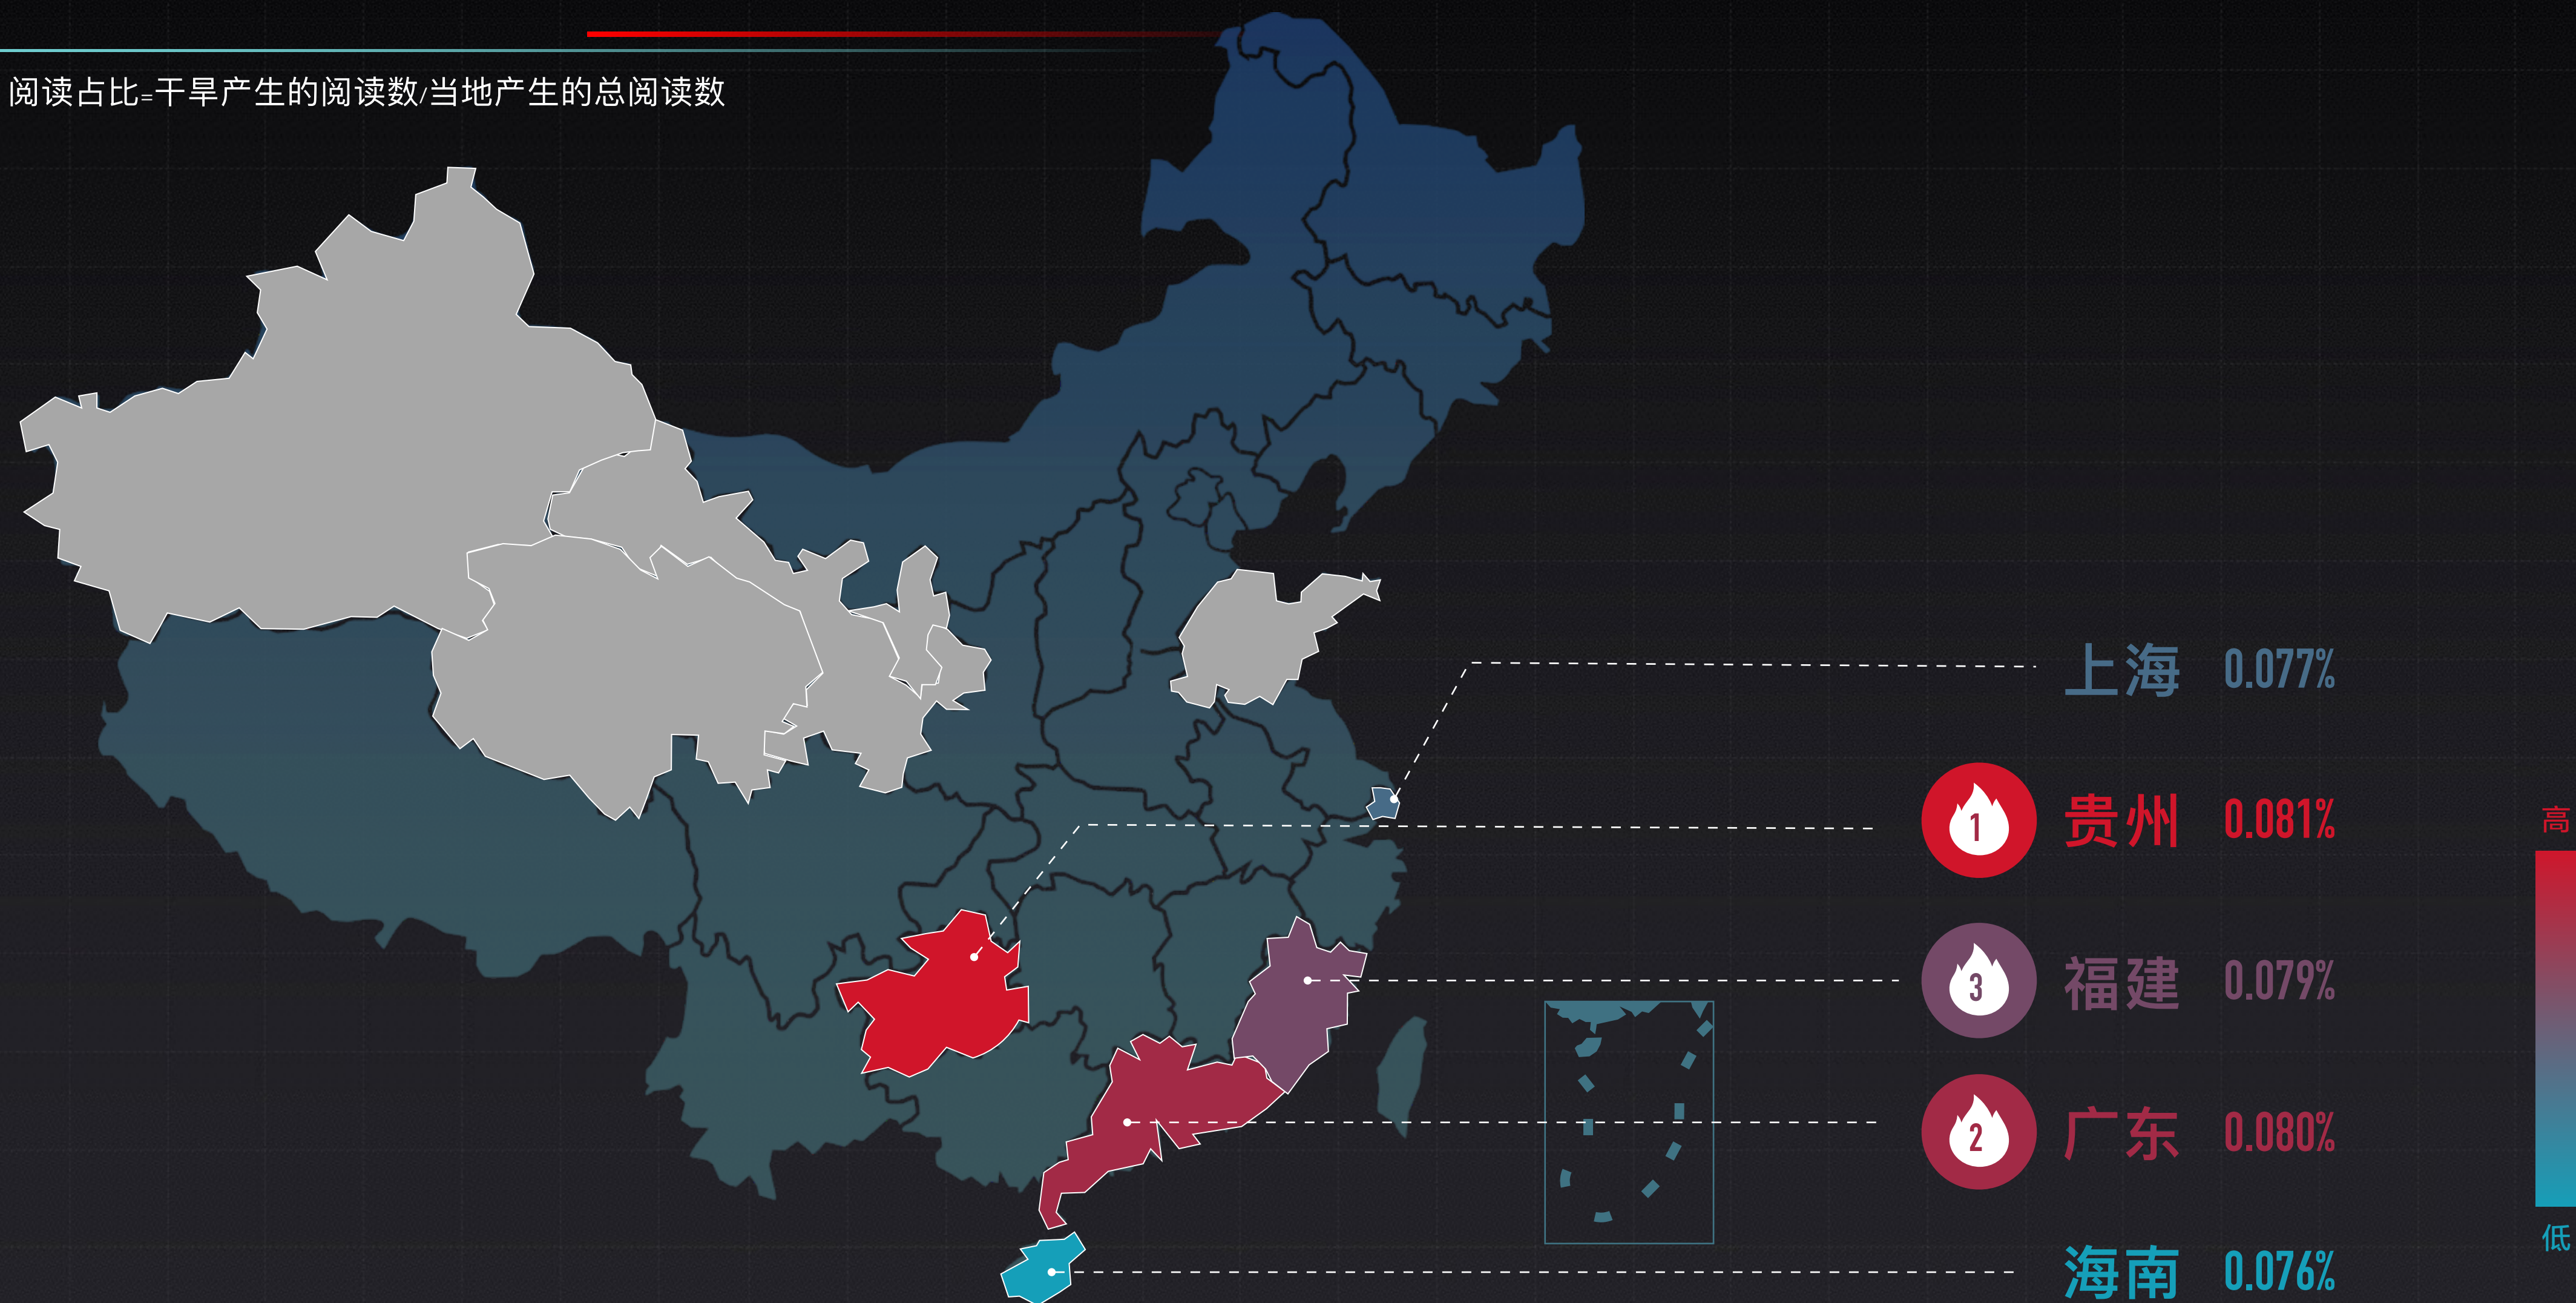 阅读占比=干旱产生的阅读数/当地产生的总阅读数
上海 0.077%
1 贵州 0.081%
高
3 福建 0.079%
2 广东 0.080%
低
海南 0.076%